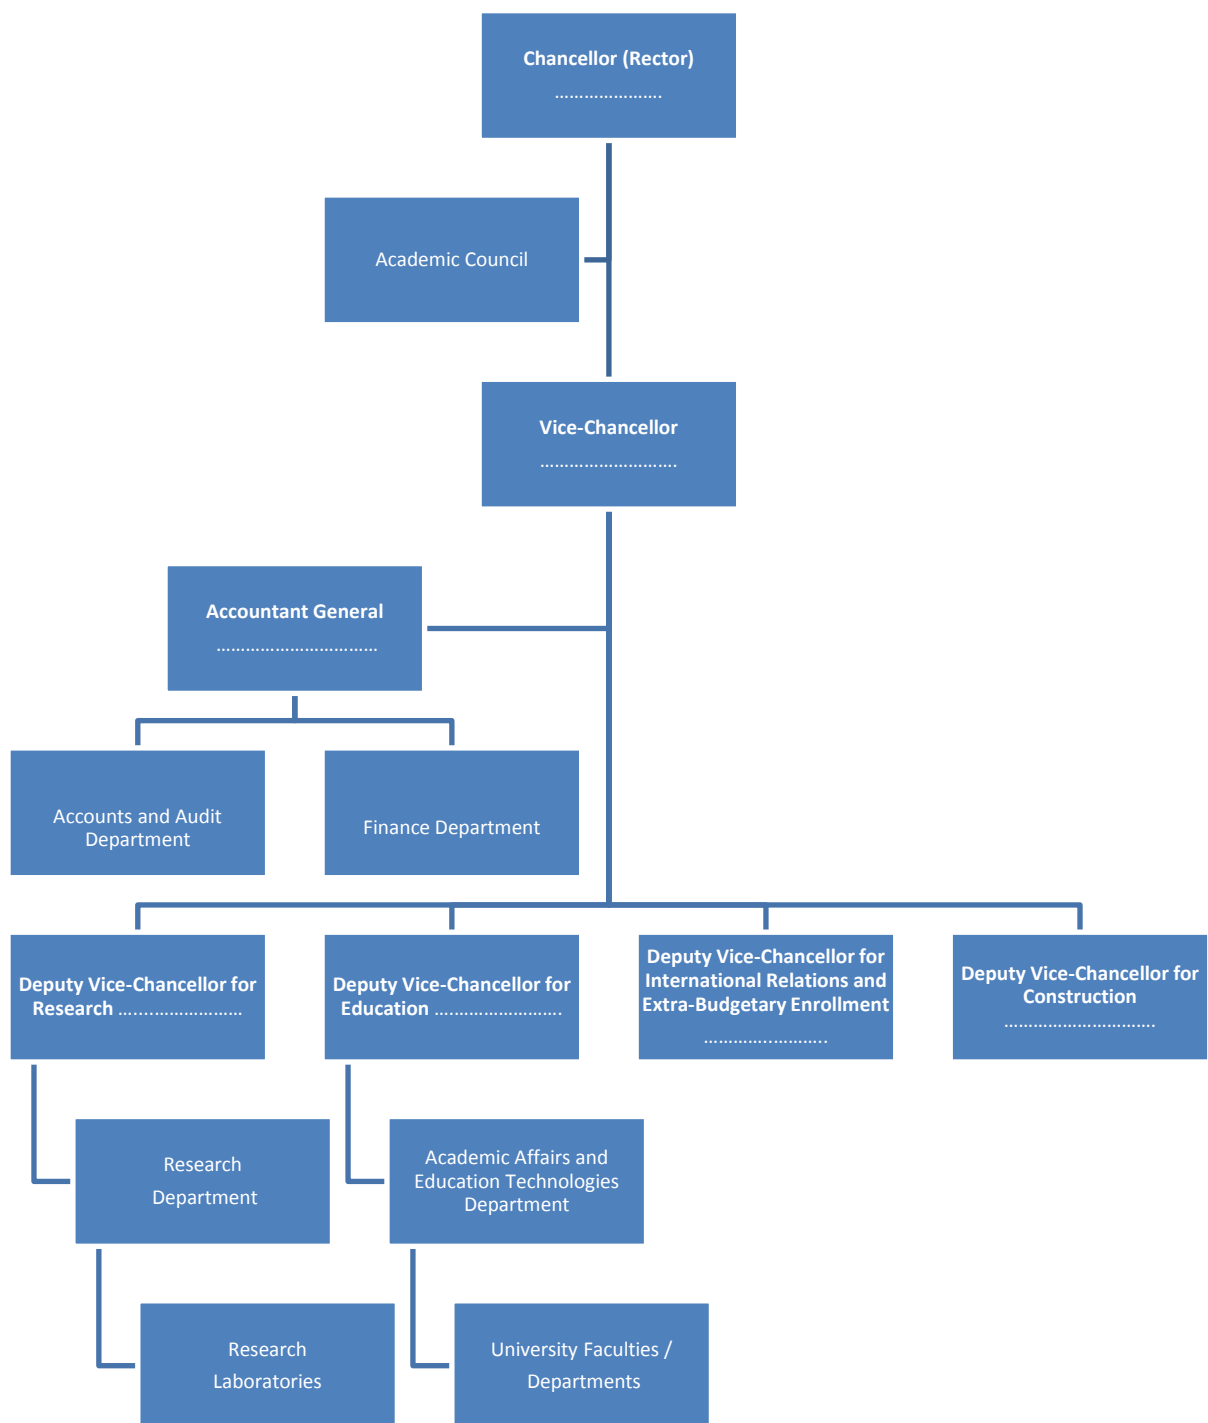 Chancellor (Rector)
………………….
Academic Council
Vice-Chancellor
……………………….
Accountant General
……………………………
Accounts and Audit
Department
Finance Department
Deputy Vice-Chancellor for
Research …....………………
Deputy Vice-Chancellor for
Education ….………………….
Deputy Vice-Chancellor for
International Relations and
Extra-Budgetary Enrollment
…………..………..
Deputy Vice-Chancellor for
Construction
………………………….
Research
Department
Academic Affairs and
Education Technologies
Department
Research
Laboratories
University Faculties /
Departments